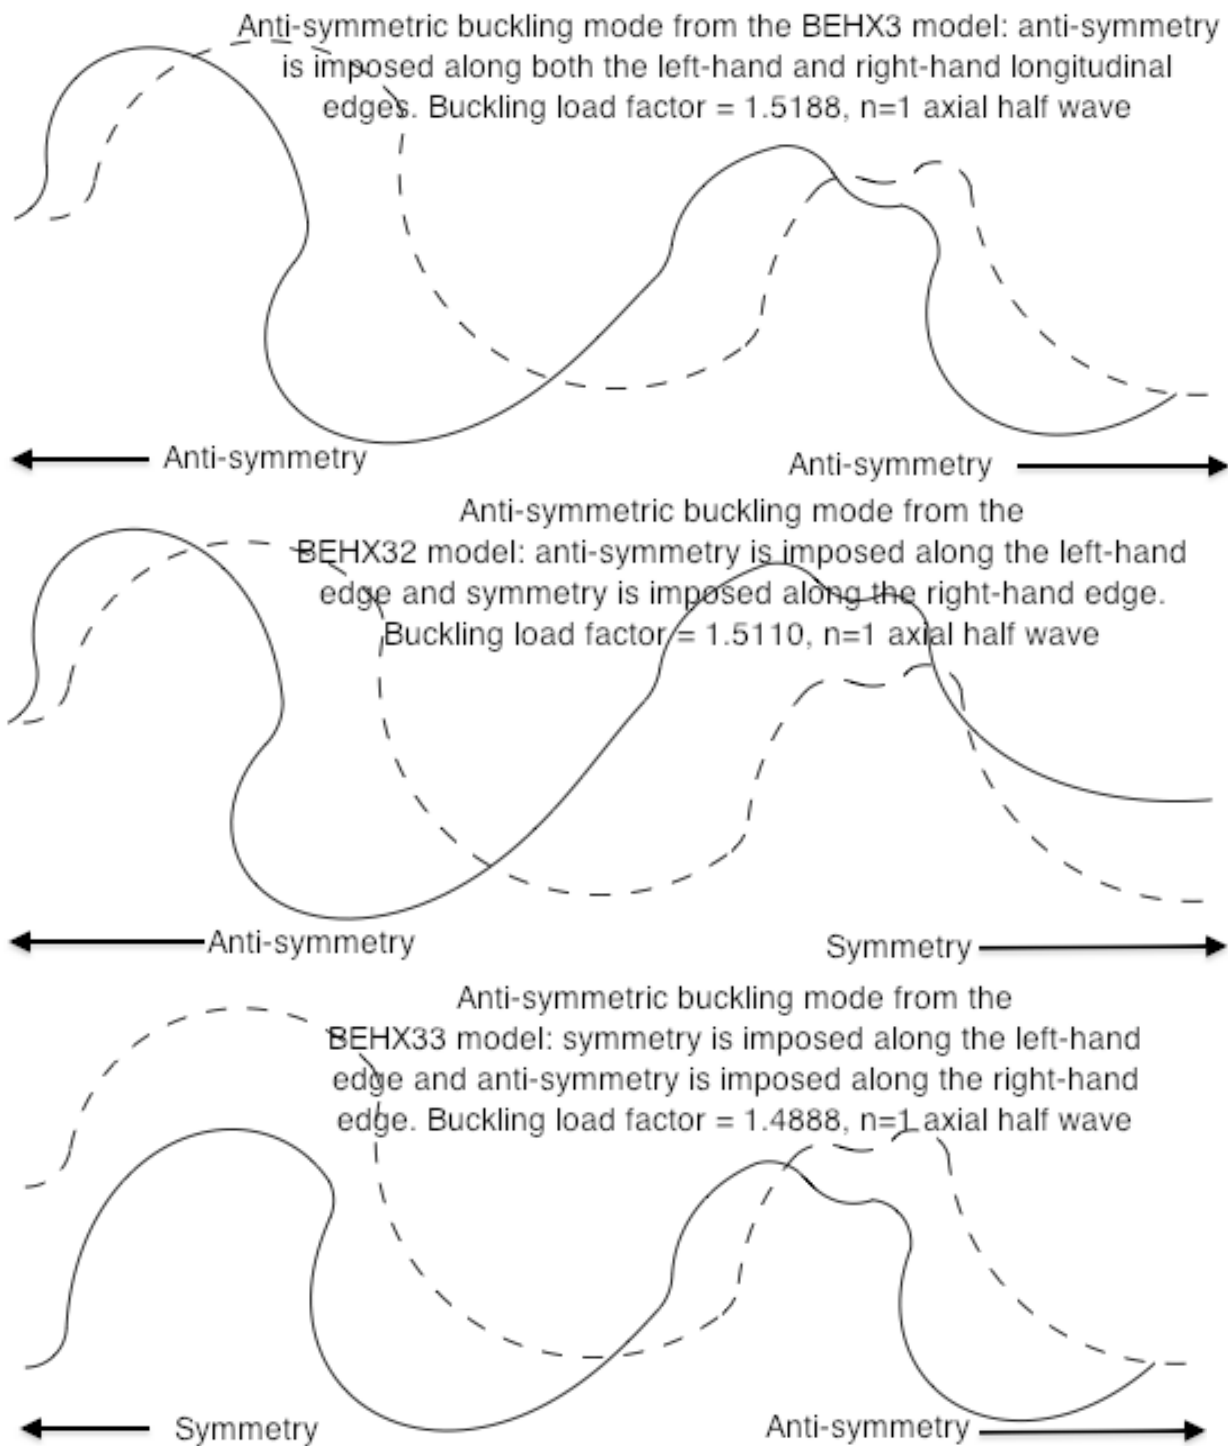 Anti-symmetric buckling mode from the BEHX3 model: anti-symmetry
is imposed along both the left-hand and right-hand longitudinal
edges. Buckling load factor = 1.5188, n=1 axial half wave
Anti-symmetry
Anti-symmetry
Anti-symmetric buckling mode from the
BEHX32 model: anti-symmetry is imposed along the left-hand
edge and symmetry is imposed along the right-hand edge.
Buckling load factor = 1.5110, n=1 axial half wave
Anti-symmetry
Symmetry
Anti-symmetric buckling mode from the
BEHX33 model: symmetry is imposed along the left-hand
edge and anti-symmetry is imposed along the right-hand
edge. Buckling load factor = 1.4888, n=1 axial half wave
Symmetry
Anti-symmetry